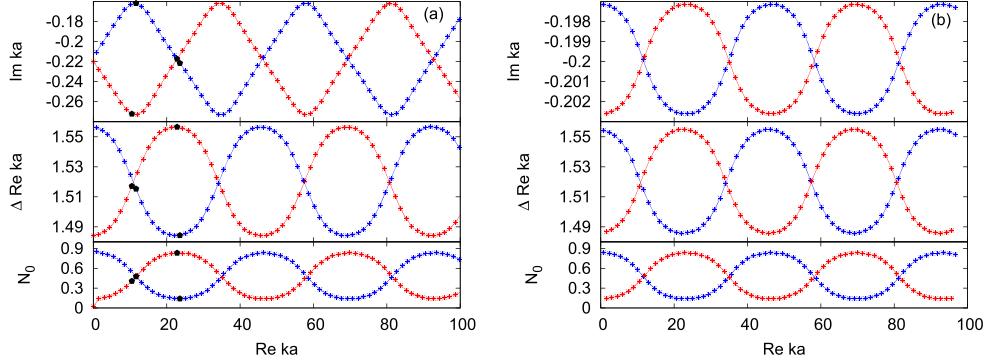 (a)
Im ka
-0.18
-0.2
-0.22
-0.24
-0.26
Δ Re ka
1.55
1.53
1.51
1.49
N0
0.9
0.6
0.3
0
0 20 40 60 80 100
Re ka
(b)
Im ka
-0.198
-0.199
-0.2
-0.201
-0.202
Δ Re ka
1.55
1.53
1.51
1.49
N0
0.9
0.6
0.3
0
0 20 40 60 80 100
Re ka